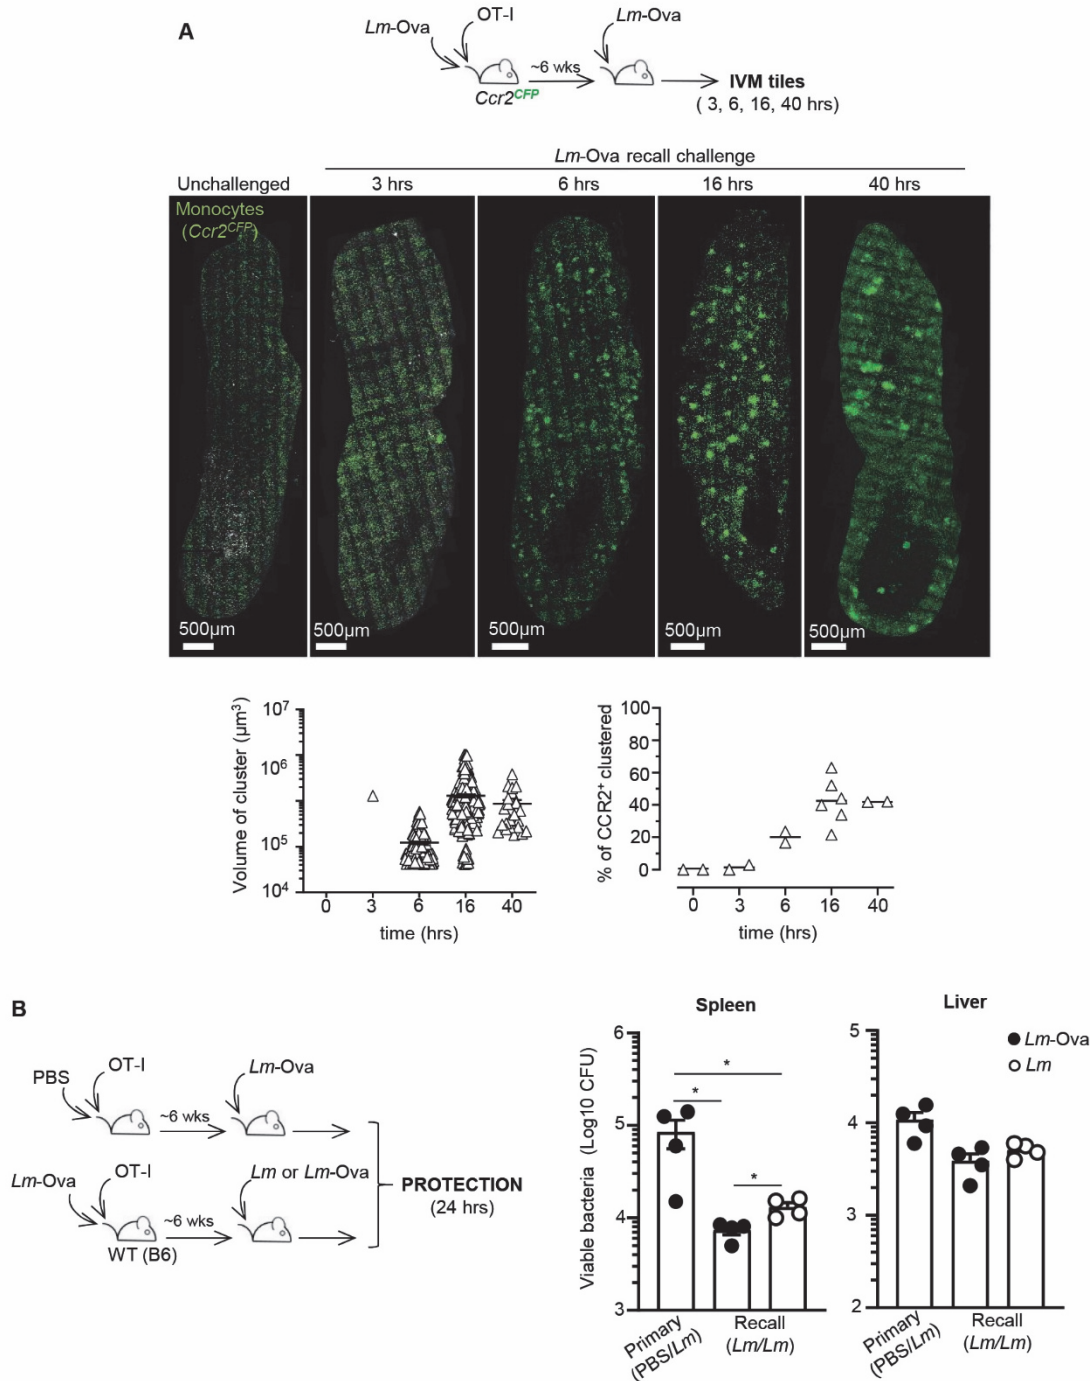 A
Lm-Ova OT-I Lm-Ova
~6 wks
Ccr2CFP
IVM tiles
( 3, 6, 16, 40 hrs)
Lm-Ova recall challenge
Unchallenged 3 hrs 6 hrs 16 hrs 40 hrs
Monocytes
(Ccr2CFP)
500µm 500µm 500µm 500µm 500µm
Volume of cluster (µm³)
10⁷
10⁶
10⁵
10⁴
0 3 6 16 40
time (hrs)
% of CCR2⁺ clustered
100
80
60
40
20
0
0 3 6 16 40
time (hrs)
B
PBS OT-I Lm-Ova
~6 wks
Lm-Ova OT-I Lm or Lm-Ova
~6 wks
WT (B6)
PROTECTION
(24 hrs)
Spleen
Viable bacteria (Log10 CFU)
6
5
4
3
* * *
Primary
(PBS/Lm)
Recall
(Lm/Lm)
Liver
5
4
3
2
Lm-Ova
Lm
Primary
(PBS/Lm)
Recall
(Lm/Lm)